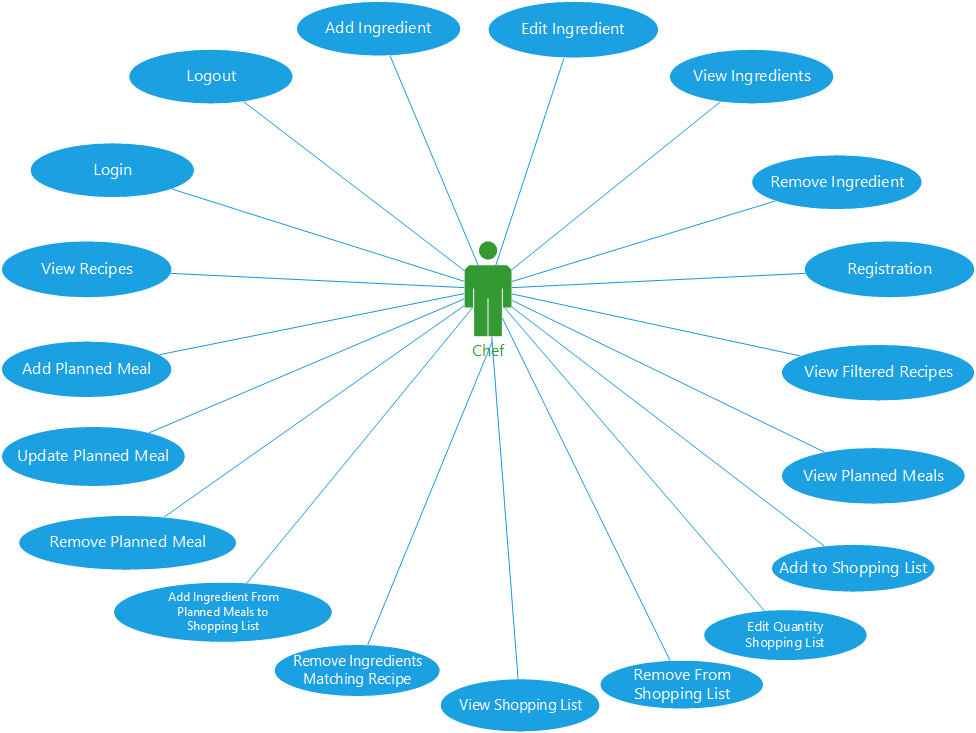 Add Ingredient
Edit Ingredient
Logout
View Ingredients
Login
Remove Ingredient
View Recipes
Registration
Chef
Add Planned Meal
View Filtered Recipes
Update Planned Meal
View Planned Meals
Remove Planned Meal
Add to Shopping List
Add Ingredient From
Planned Meals to
Shopping List
Edit Quantity
Shopping List
Remove Ingredients
Matching Recipe
Remove From
Shopping List
View Shopping List